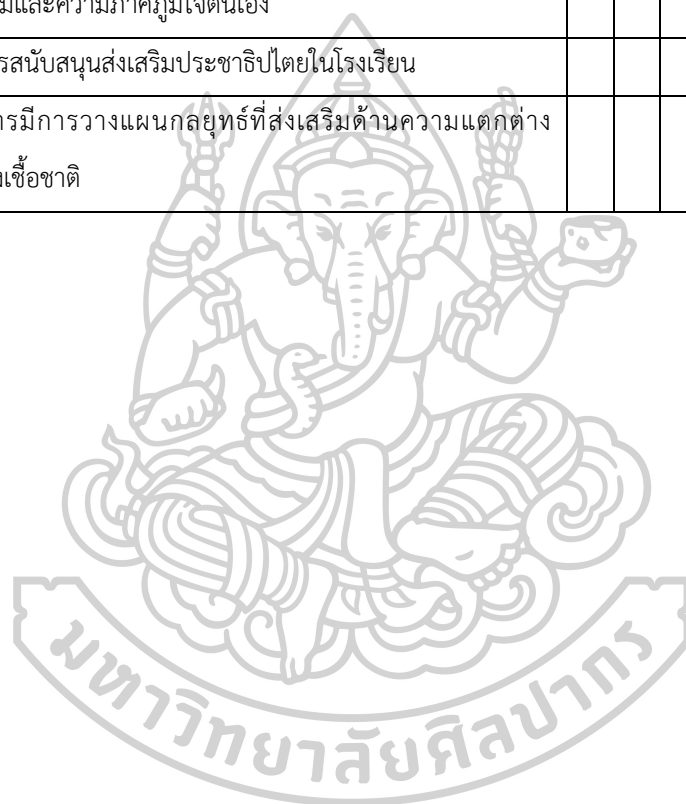 มและความภาคภูมิใจตนเอง
รสนับสนุนส่งเสริมประชาธิปไตยในโรงเรียน
ารมีการวางแผนกลยุทธ์ที่ส่งเสริมด้านความแตกต่าง
งเชื้อชาติ
มหาวิทยาลัยศิลปากร